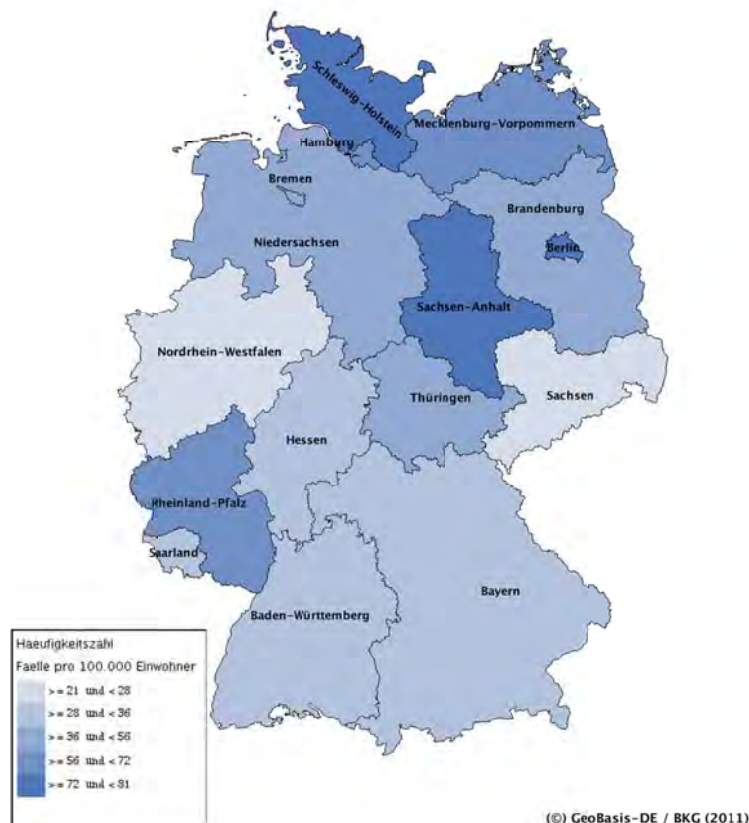 Schleswig-Holstein
Mecklenburg-Vorpommern
Hamburg
Bremen
Brandenburg
Niedersachsen
Berlin
Sachsen-Anhalt
Nordrhein-Westfalen
Thüringen
Sachsen
Hessen
Rheinland-Pfalz
Saarland
Bayern
Baden-Württemberg
Haeufigkeitszahl
Faelle pro 100.000 Einwohner
>= 21 und < 28
>= 28 und < 36
>= 36 und < 56
>= 56 und < 72
>= 72 und < 81
(©) GeoBasis-DE / BKG (2011)